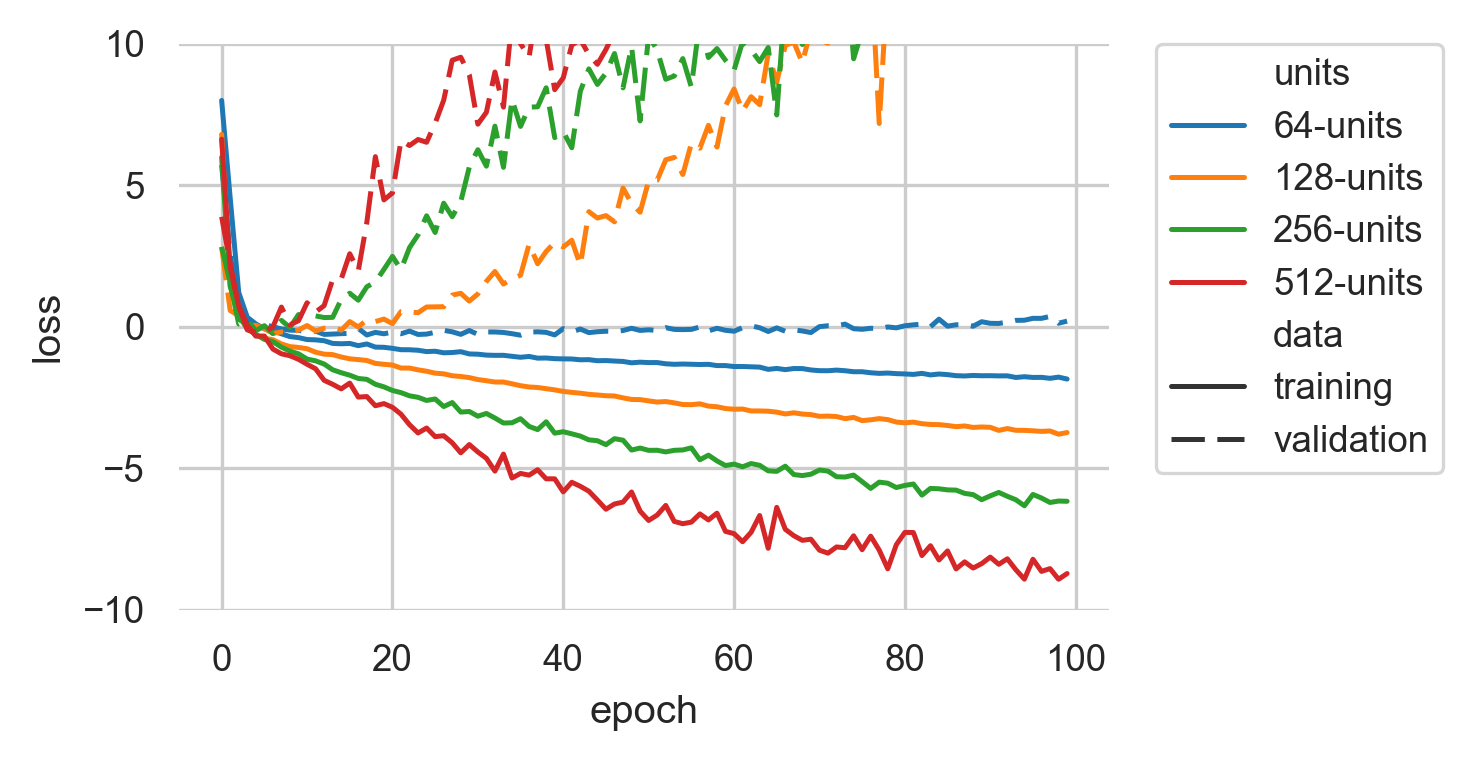 10
5
0
−5
−10
loss
0 20 40 60 80 100
epoch
units
64-units
128-units
256-units
512-units
data
training
validation